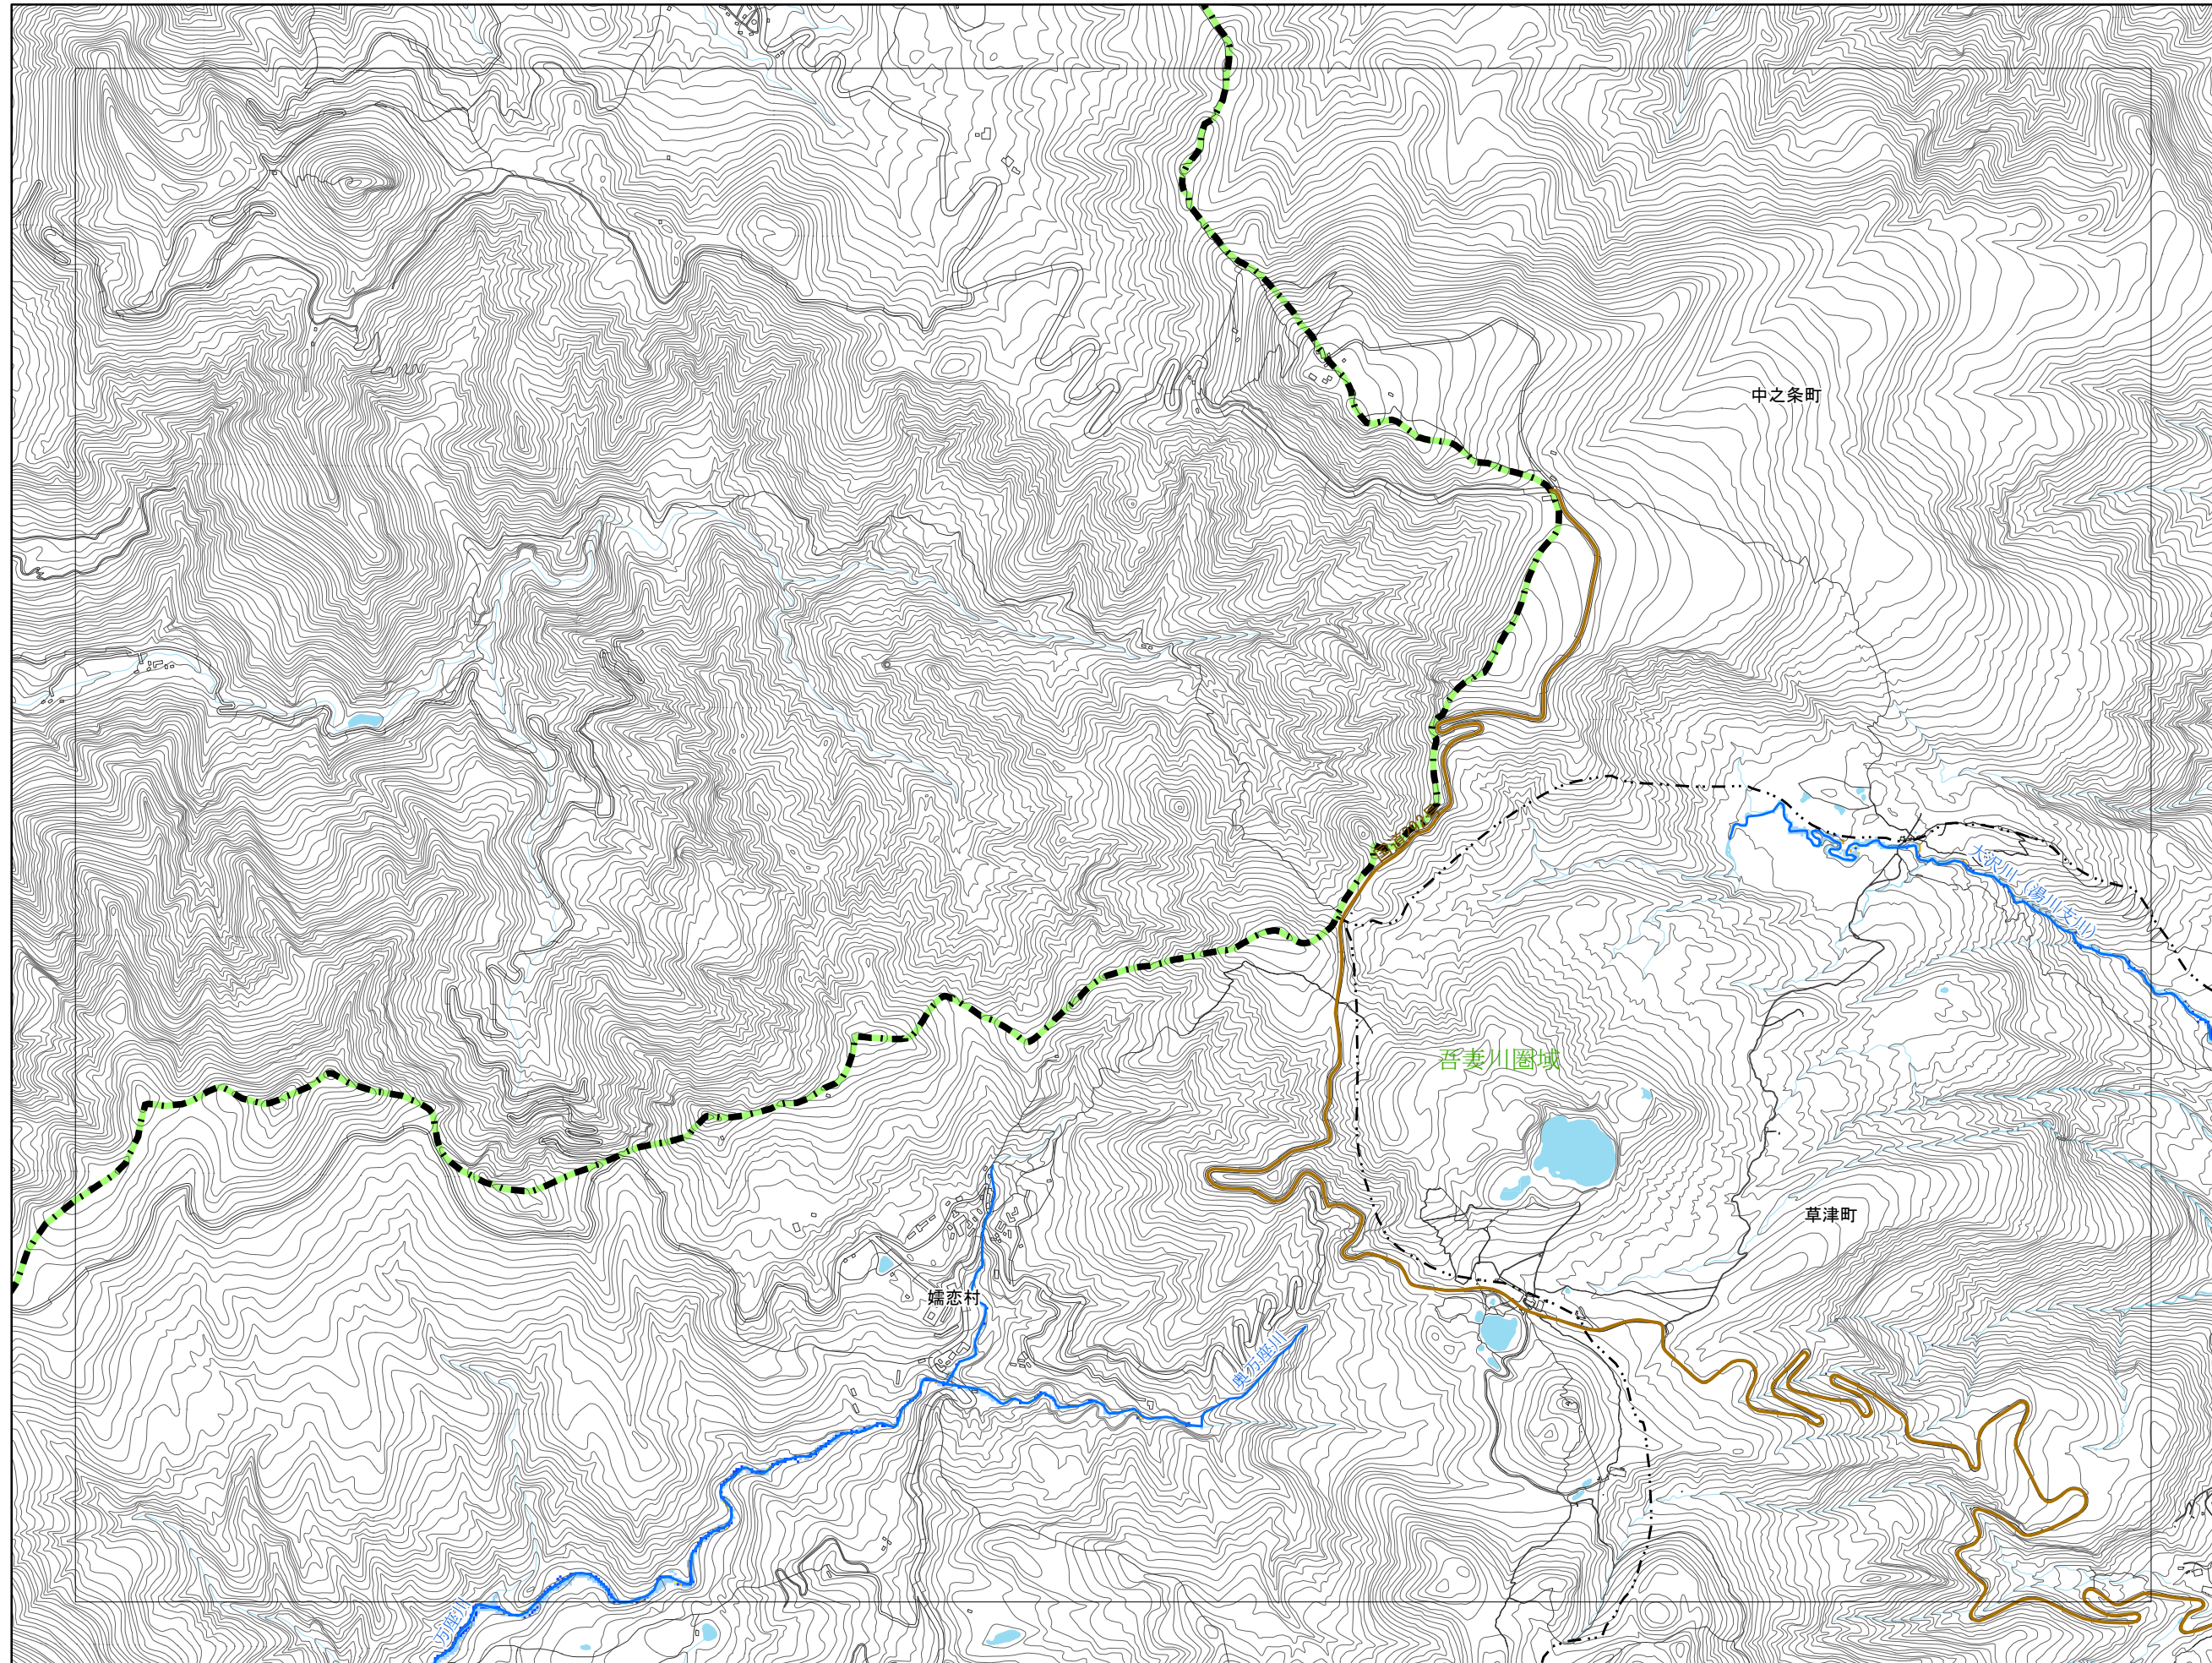 中之条町
大沢川（湯川支川）
吾妻川圏域
草津町
嬬恋村
奥万座川
万座川